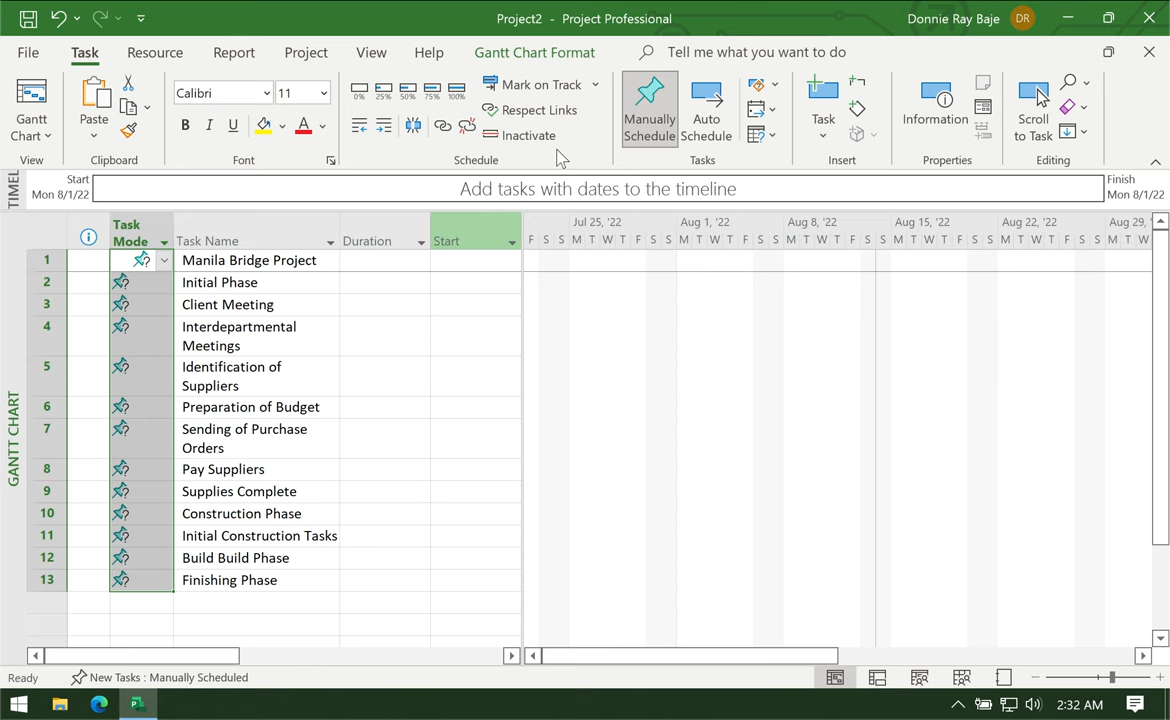 Project2 - Project Professional
Donnie Ray Baje DR
File Task Resource Report Project View Help Gantt Chart Format Tell me what you want to do
Gantt
Chart
View
Paste
Clipboard
Calibri 11
B I U A
Font
0% 25% 50% 75% 100%
Mark on Track
Respect Links
Inactivate
Schedule
Manually
Schedule
Auto
Schedule
Tasks
Task
Insert
Information
Properties
Scroll
to Task
Editing
TIMEL
Start
Mon 8/1/22
Add tasks with dates to the timeline
Finish
Mon 8/1/22
Task
Mode Task Name Duration Start
Jul 25, '22 Aug 1, '22 Aug 8, '22 Aug 15, '22 Aug 22, '22 Aug 29, '
F S S M T W T F S S M T W T F S S M T W T F S S M T W T F S S M T W T F S S M T W
1 Manila Bridge Project
2 Initial Phase
3 Client Meeting
4 Interdepartmental
Meetings
5 Identification of
Suppliers
6 Preparation of Budget
7 Sending of Purchase
Orders
8 Pay Suppliers
9 Supplies Complete
10 Construction Phase
11 Initial Construction Tasks
12 Build Build Phase
13 Finishing Phase
GANTT CHART
Ready New Tasks : Manually Scheduled
2:32 AM